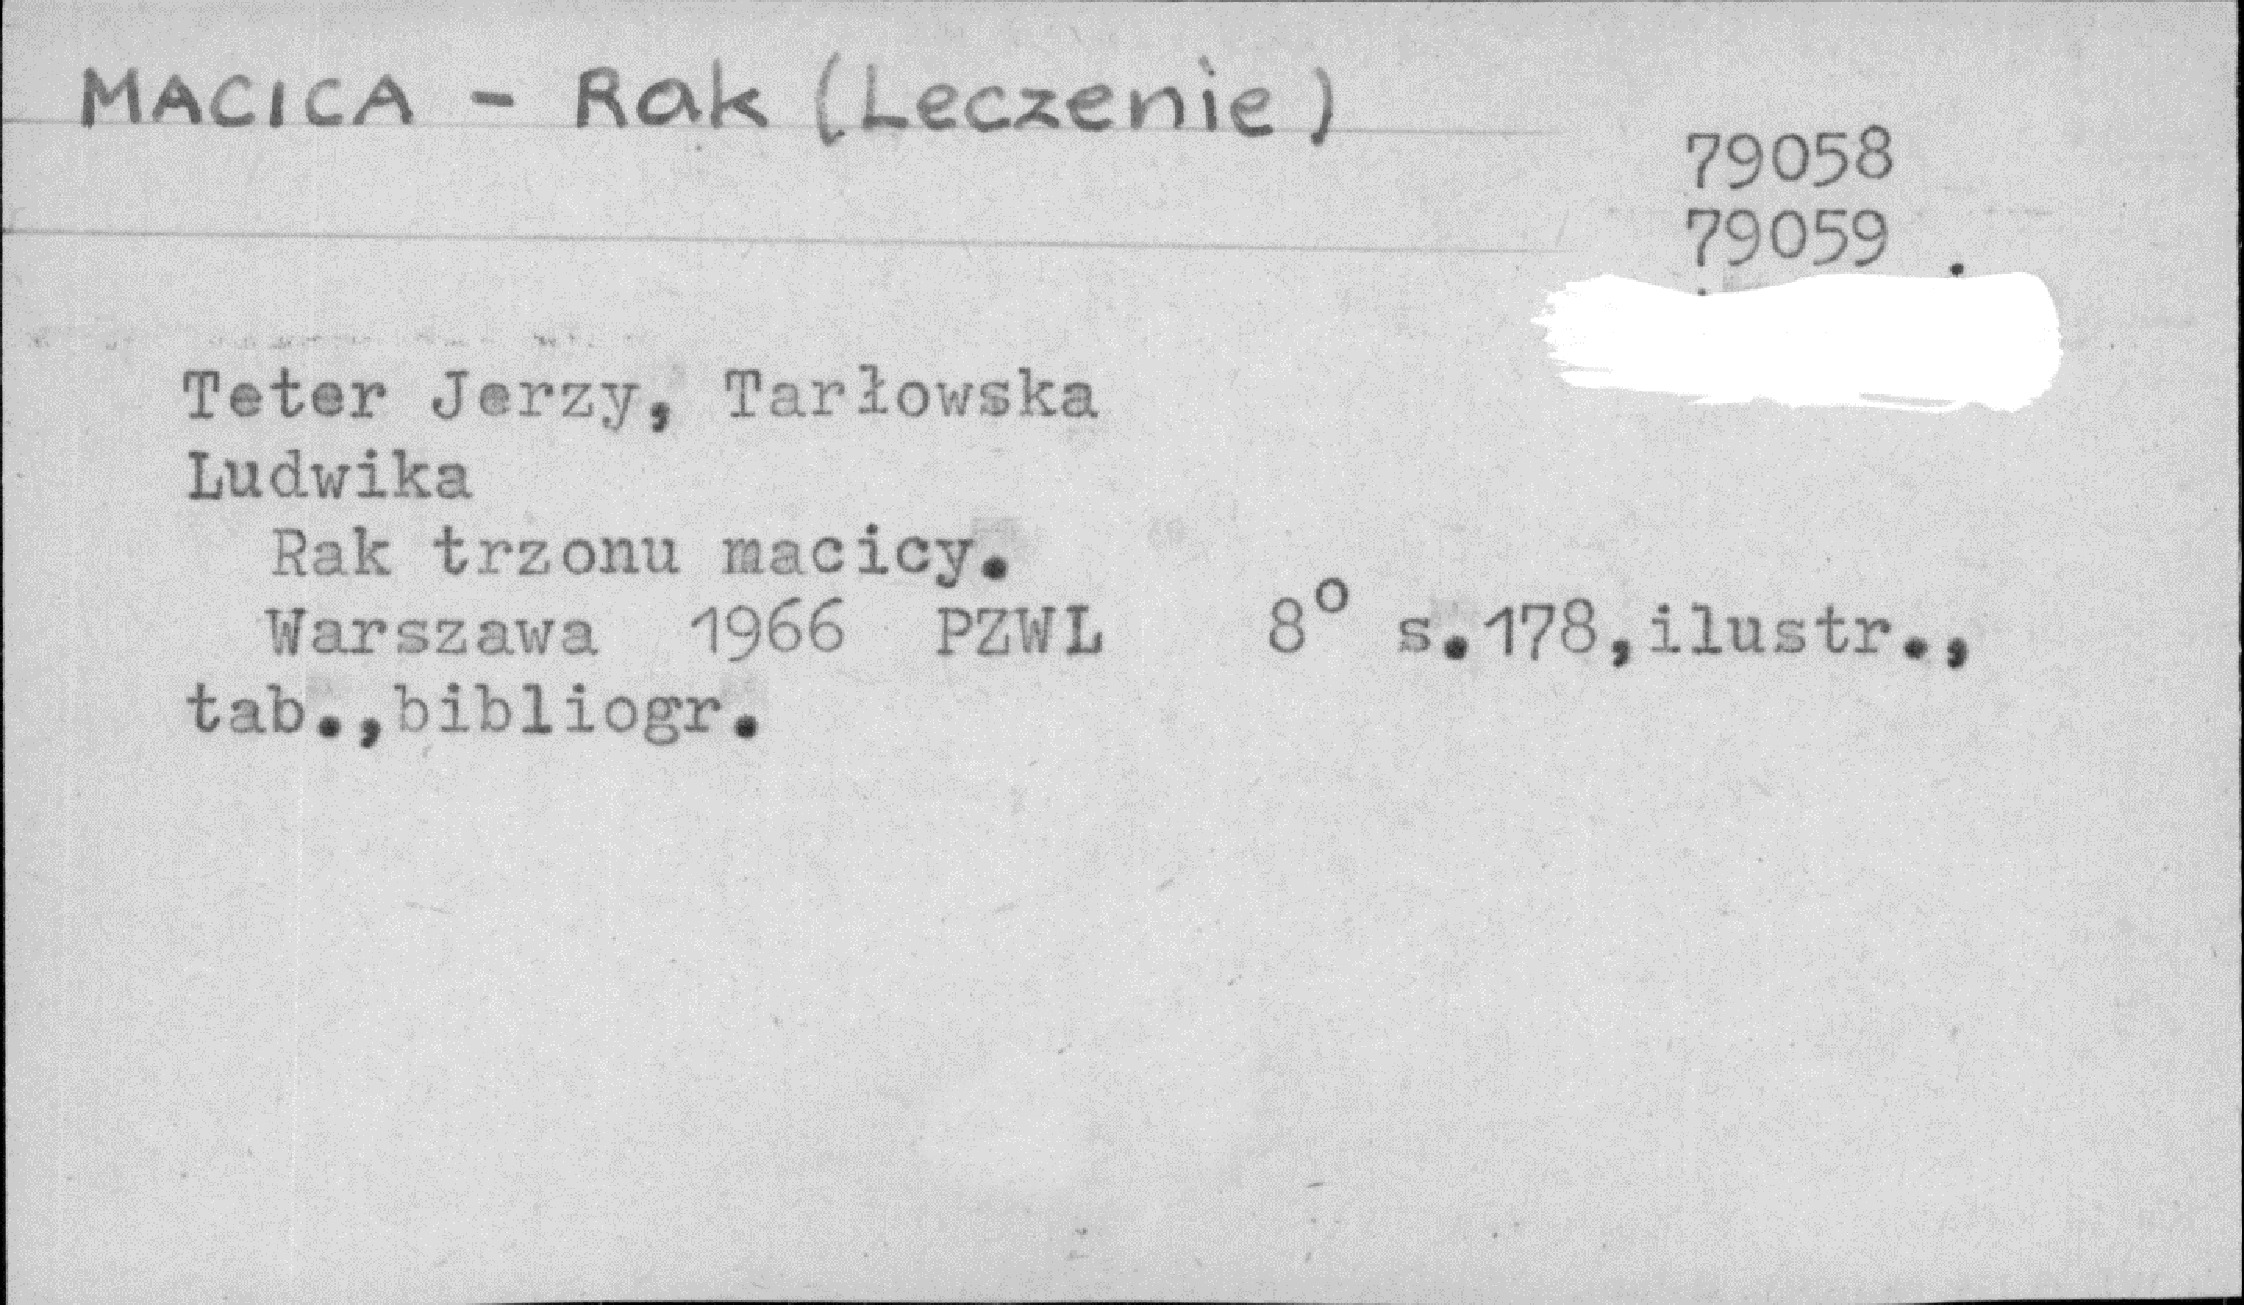 MACICA - Rak (Leczenie)
79058
79059
Teter Jerzy, Tarłowska
Ludwika
Rak trzonu macicy.
Warszawa 1966 PZWL 8° s.178,ilustr.,
tab.,bibliogr.